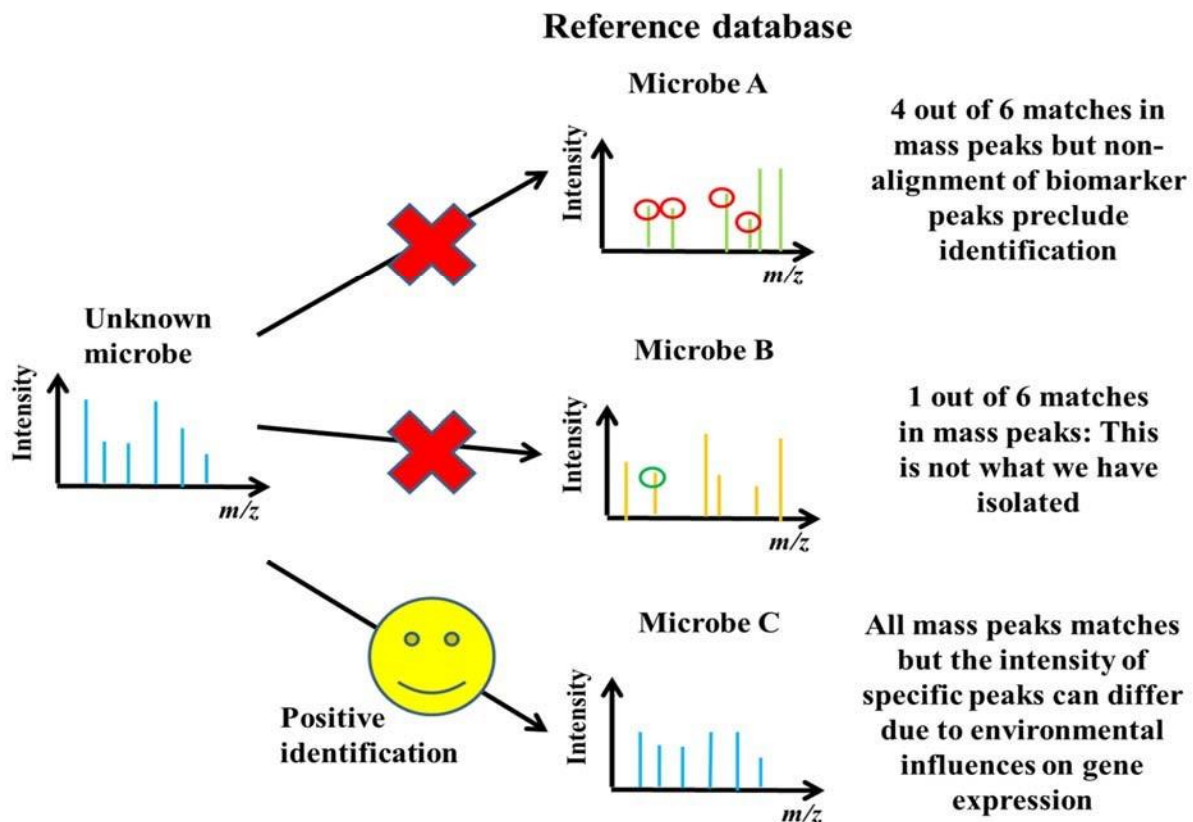 Reference database
Microbe A
Intensity
m/z
4 out of 6 matches in
mass peaks but non-
alignment of biomarker
peaks preclude
identification
Unknown
microbe
Intensity
m/z
Microbe B
Intensity
m/z
1 out of 6 matches
in mass peaks: This
is not what we have
isolated
Positive
identification
Microbe C
Intensity
m/z
All mass peaks matches
but the intensity of
specific peaks can differ
due to environmental
influences on gene
expression